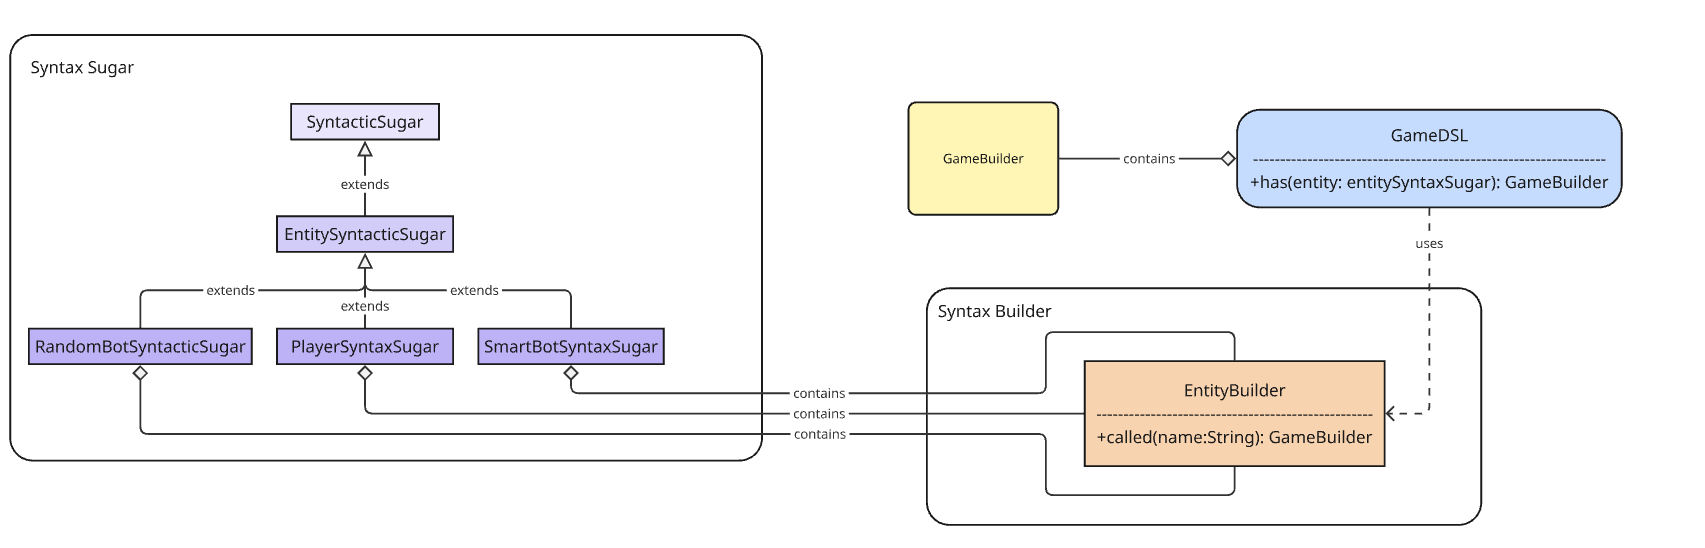 Syntax Sugar
SyntacticSugar
extends
EntitySyntacticSugar
extends
extends
extends
RandomBotSyntacticSugar
PlayerSyntaxSugar
SmartBotSyntaxSugar
contains
contains
contains
GameBuilder
contains
GameDSL
+has(entity: entitySyntaxSugar): GameBuilder
uses
Syntax Builder
EntityBuilder
+called(name:String): GameBuilder